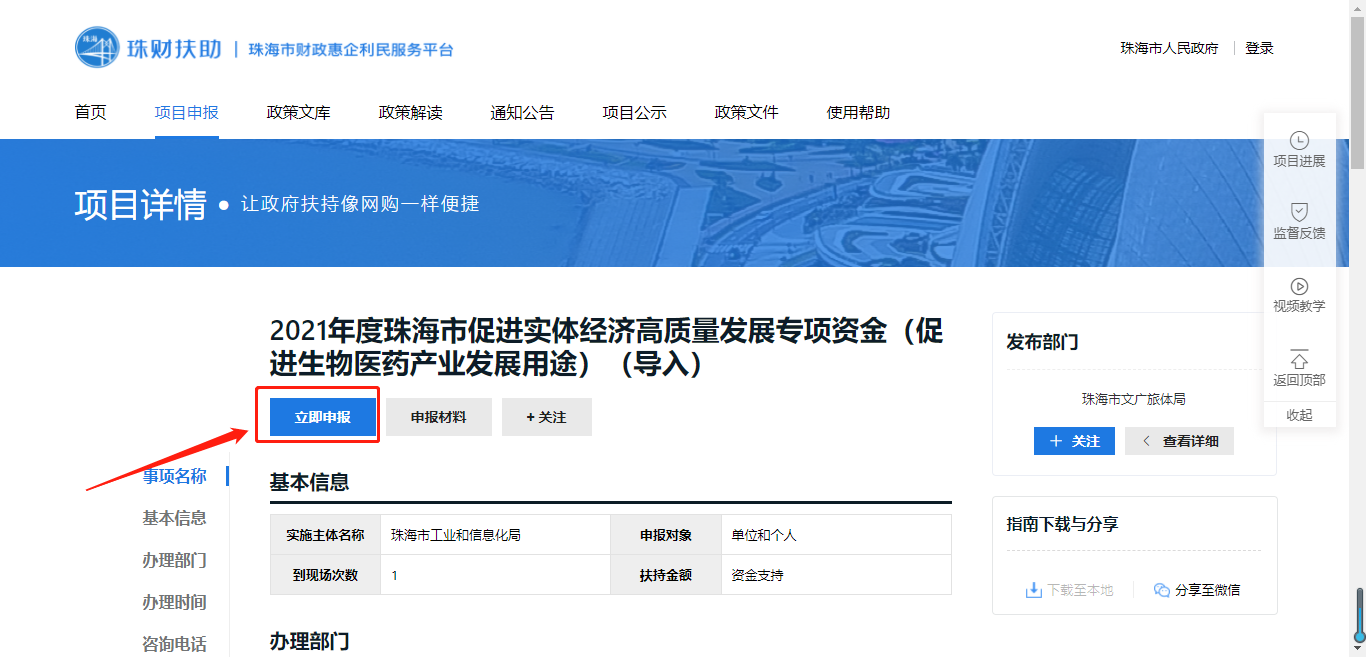 珠海
珠财扶助 | 珠海市财政惠企利民服务平台
珠海市人民政府 | 登录
首页 项目申报 政策文库 政策解读 通知公告 项目公示 政策文件 使用帮助
项目详情 ● 让政府扶持像网购一样便捷
项目进展
监督反馈
视频教学
返回顶部
收起
2021年度珠海市促进实体经济高质量发展专项资金（促
进生物医药产业发展用途）（导入）
立即申报 申报材料 + 关注
事项名称
基本信息
办理部门
办理时间
咨询电话
基本信息
实施主体名称 珠海市工业和信息化局 申报对象 单位和个人
到现场次数 1 扶持金额 资金支持
办理部门
发布部门
珠海市文广旅体局
+ 关注 < 查看详细
指南下载与分享
下载至本地 分享至微信